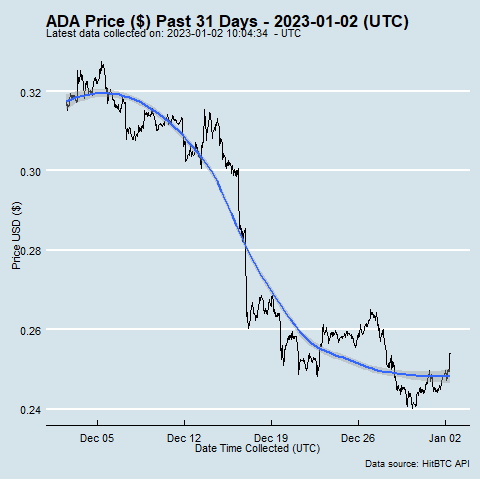 ADA Price ($) Past 31 Days - 2023-01-02 (UTC)
Latest data collected on: 2023-01-02 10:04:34 - UTC
Price USD ($)
0.32
0.30
0.28
0.26
0.24
Dec 05
Dec 12
Dec 19
Dec 26
Jan 02
Date Time Collected (UTC)
Data source: HitBTC API